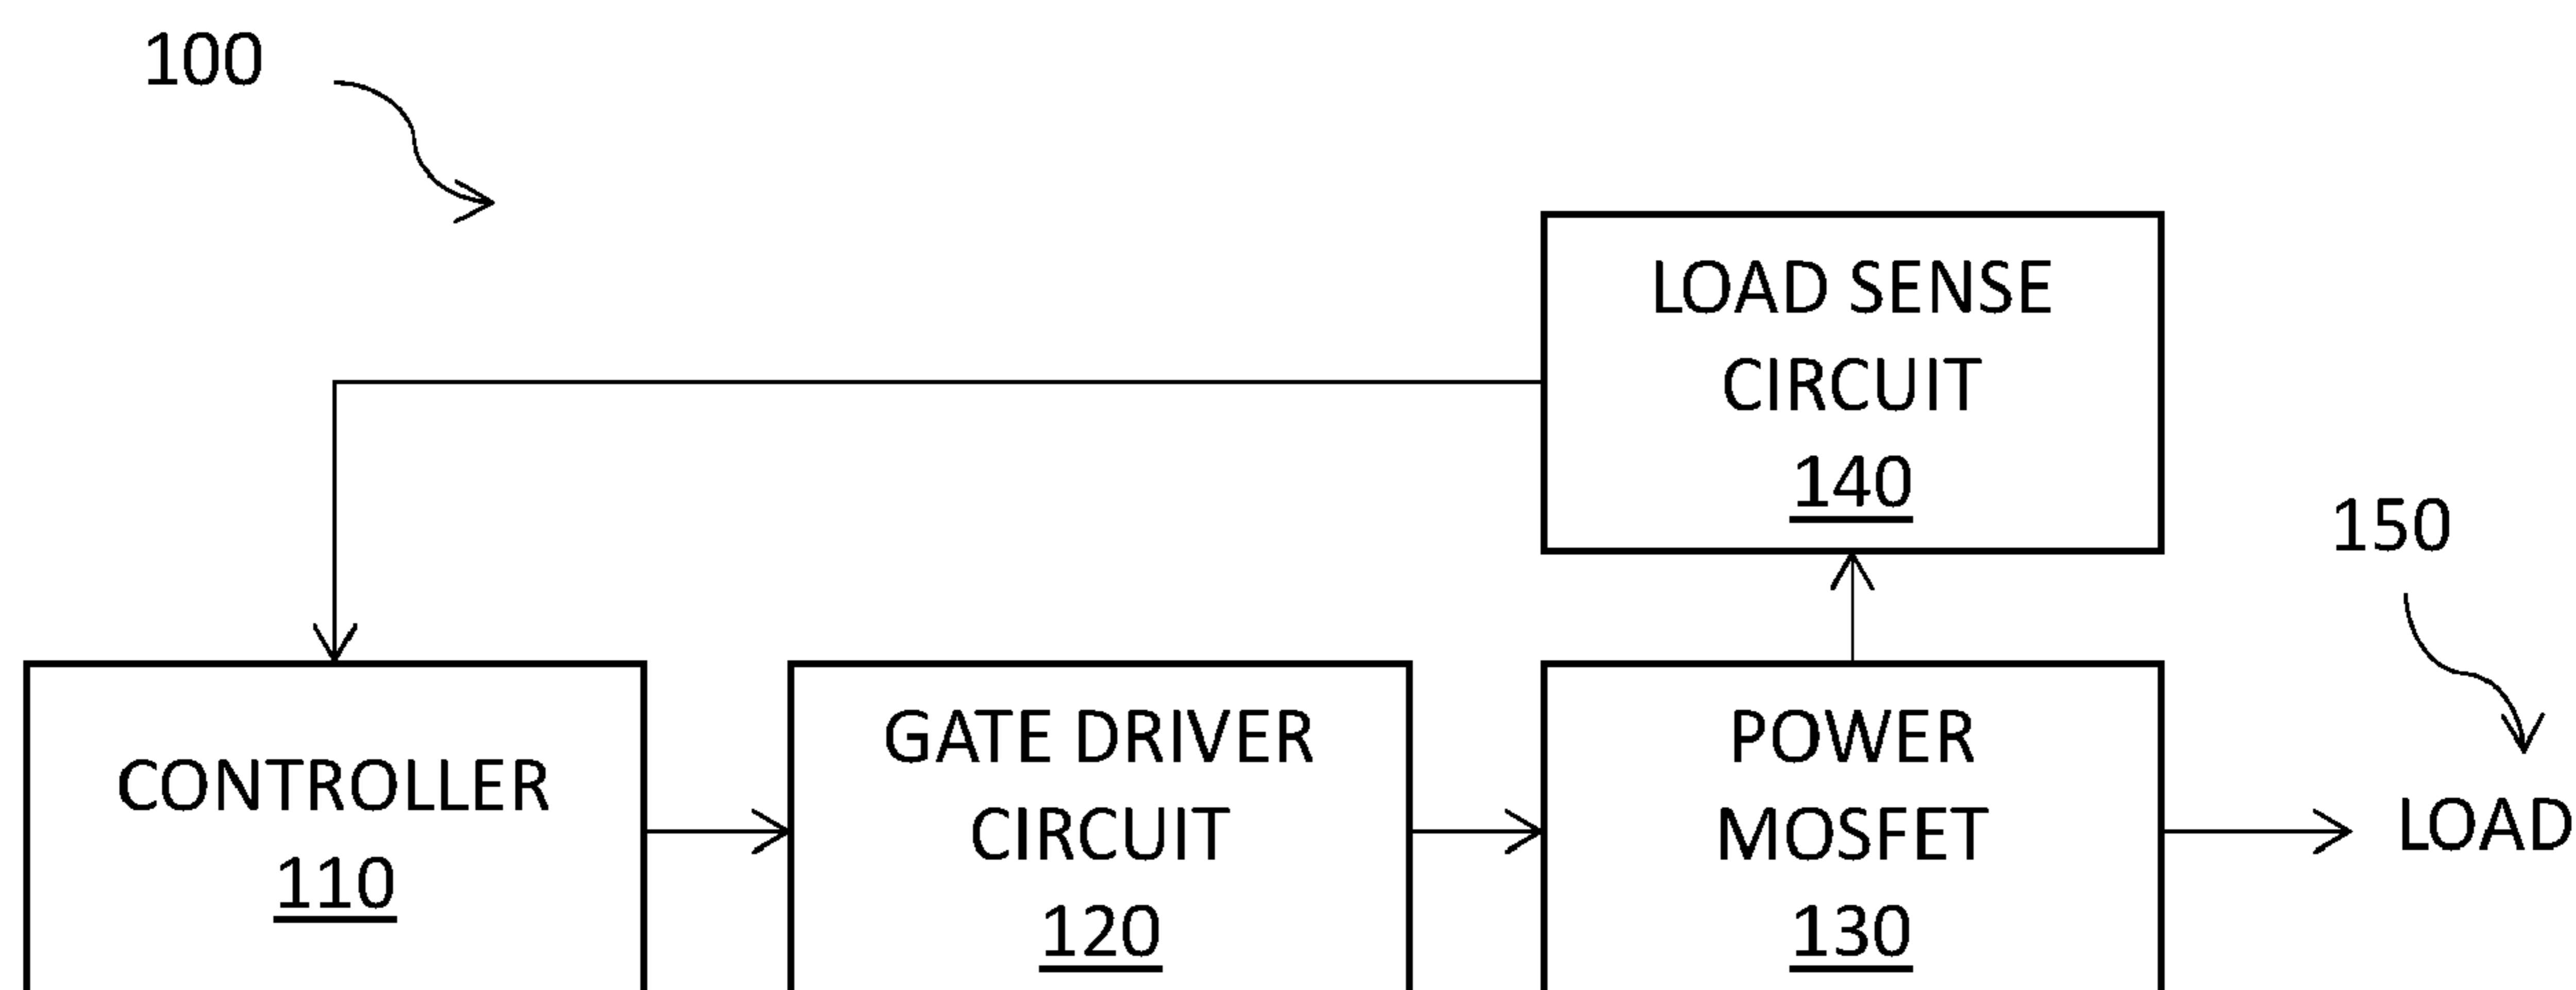 100
LOAD SENSE
CIRCUIT
140
150
CONTROLLER
110
GATE DRIVER
CIRCUIT
120
POWER
MOSFET
130
LOAD